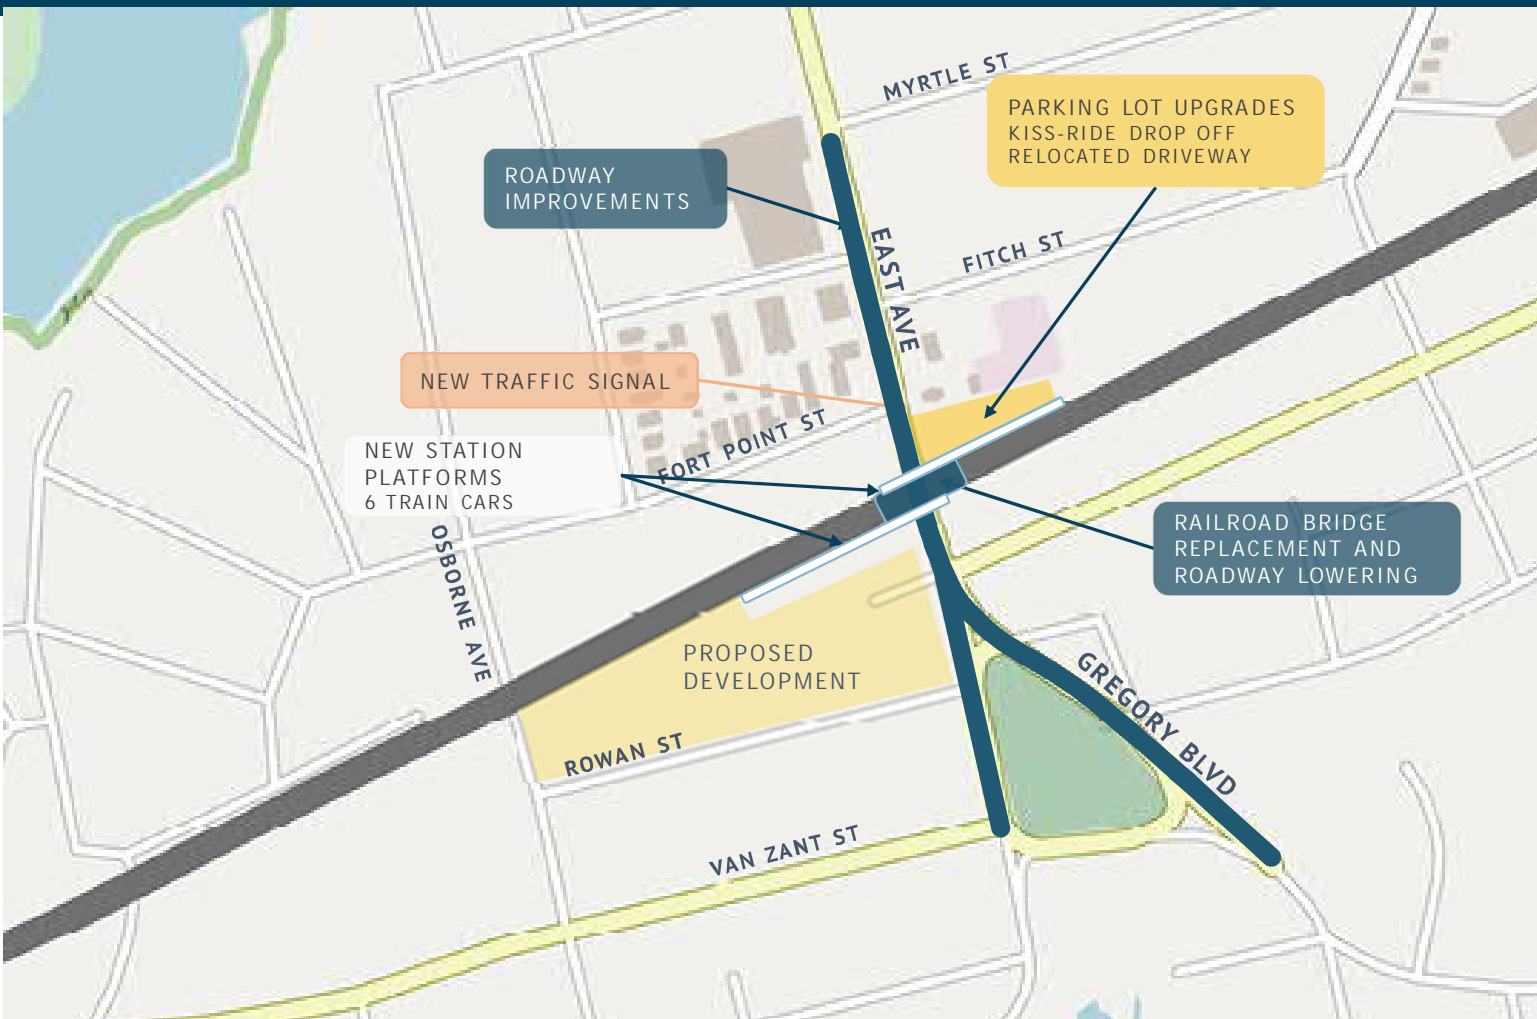 MYRTLE ST
PARKING LOT UPGRADES
KISS-RIDE DROP OFF
RELOCATED DRIVEWAY
ROADWAY
IMPROVEMENTS
EAST AVE
FITCH ST
NEW TRAFFIC SIGNAL
FORT POINT ST
NEW STATION
PLATFORMS
6 TRAIN CARS
RAILROAD BRIDGE
REPLACEMENT AND
ROADWAY LOWERING
OSBORNE AVE
PROPOSED
DEVELOPMENT
GREGORY BLVD
ROWAN ST
VAN ZANT ST